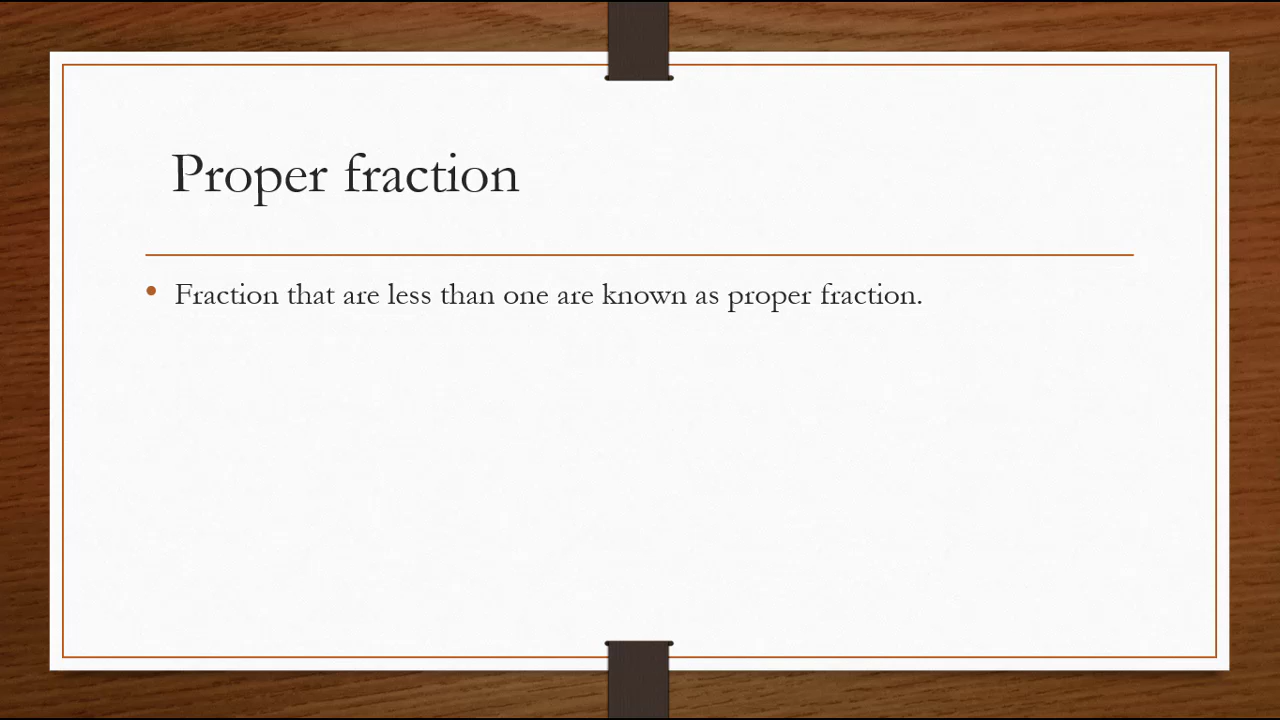 Proper fraction
• Fraction that are less than one are known as proper fraction.